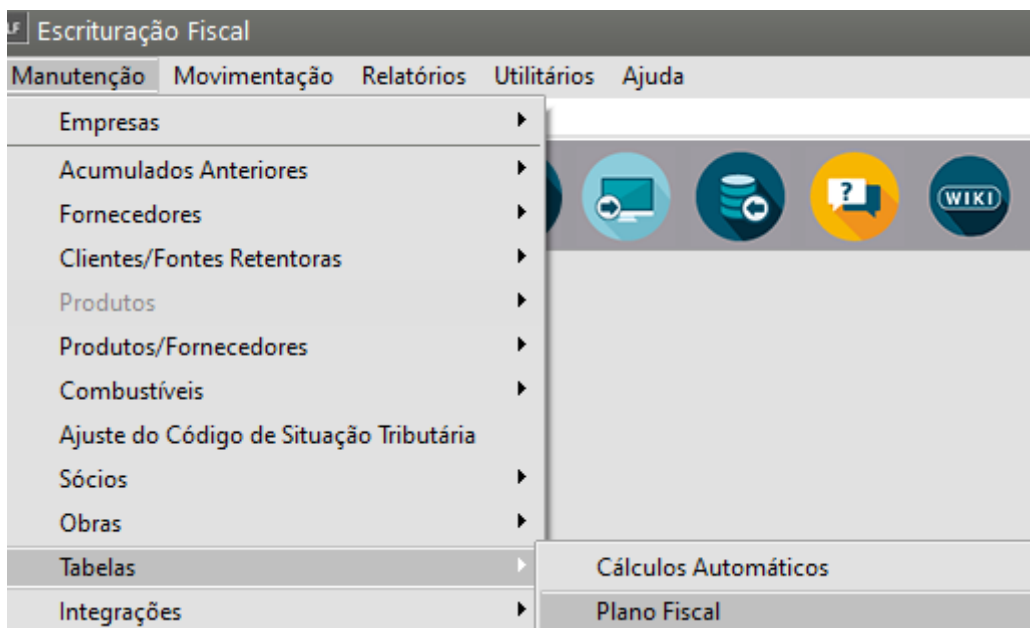 LF Escrituração Fiscal
Manutenção Movimentação Relatórios Utilitários Ajuda
Empresas
Acumulados Anteriores
Fornecedores
Clientes/Fontes Retentoras
Produtos
Produtos/Fornecedores
Combustíveis
Ajuste do Código de Situação Tributária
Sócios
Obras
Tabelas
Integrações
Cálculos Automáticos
Plano Fiscal
?
WIKI